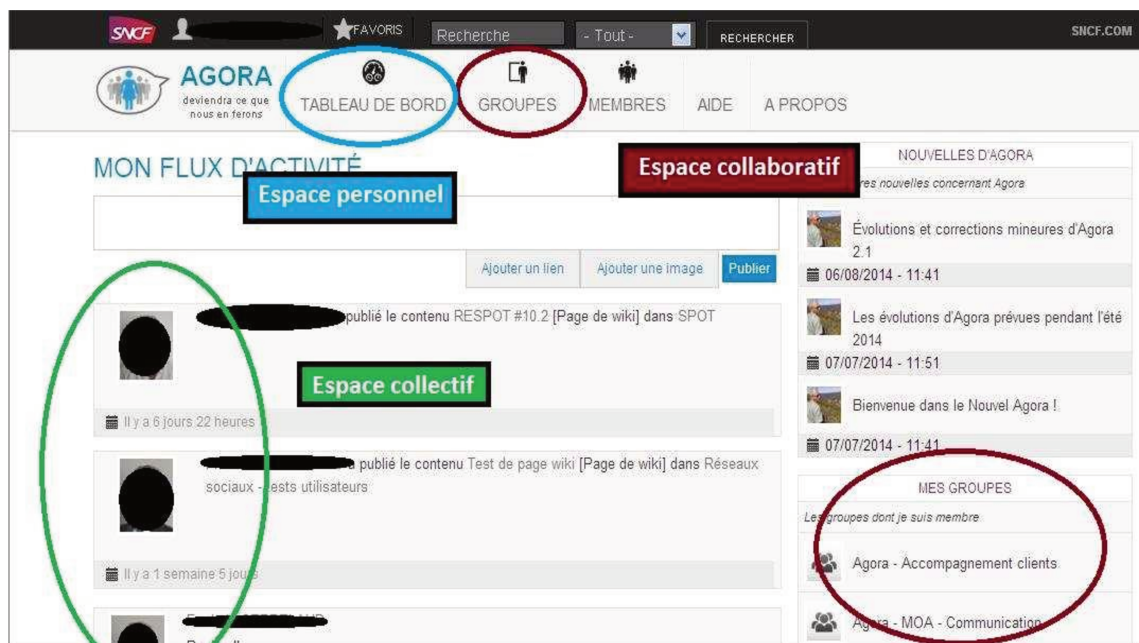 SNCF
FAVORIS
Recherche
- Tout -
RECHERCHER
SNCF.COM
AGORA
deviendra ce que
nous en ferons
TABLEAU DE BORD
GROUPES
MEMBRES
AIDE
A PROPOS
MON FLUX D'ACTIVITÉ
Espace personnel
Espace collaboratif
Ajouter un lien
Ajouter une image
Publier
publié le contenu RESPOT #10.2 [Page de wiki] dans SPOT
Espace collectif
Il y a 6 jours 22 heures
a publié le contenu Test de page wiki [Page de wiki] dans Réseaux
sociaux - tests utilisateurs
Il y a 1 semaine 5 jours
NOUVELLES D'AGORA
nouvelles concernant Agora
Évolutions et corrections mineures d'Agora
2.1
06/08/2014 - 11:41
Les évolutions d'Agora prévues pendant l'été
2014
07/07/2014 - 11:51
Bienvenue dans le Nouvel Agora !
07/07/2014 - 11:41
MES GROUPES
Les groupes dont je suis membre
Agora - Accompagnement clients
Agora - MOA - Communication